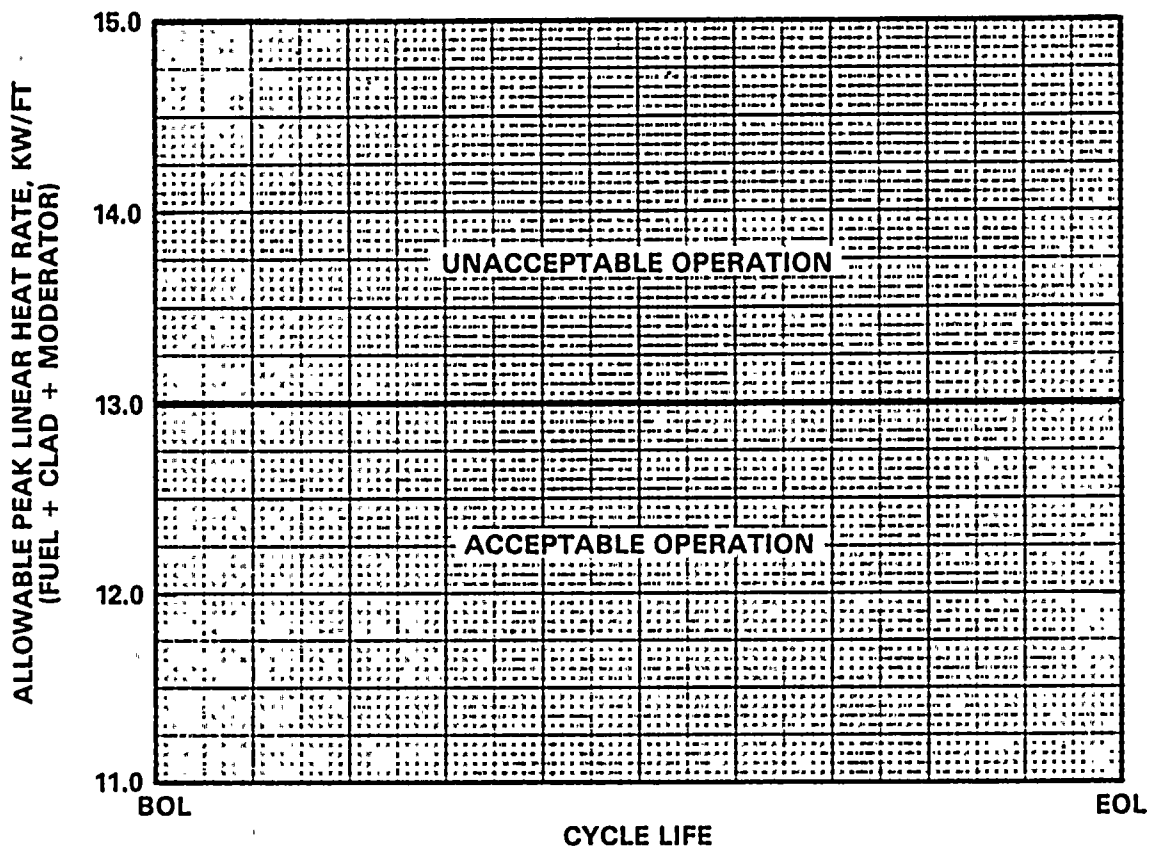 ALLOWABLE PEAK LINEAR HEAT RATE, KW/FT
(FUEL + CLAD + MODERATOR)
15.0
14.0
13.0
12.0
11.0
UNACCEPTABLE OPERATION
ACCEPTABLE OPERATION
BOL
EOL
CYCLE LIFE